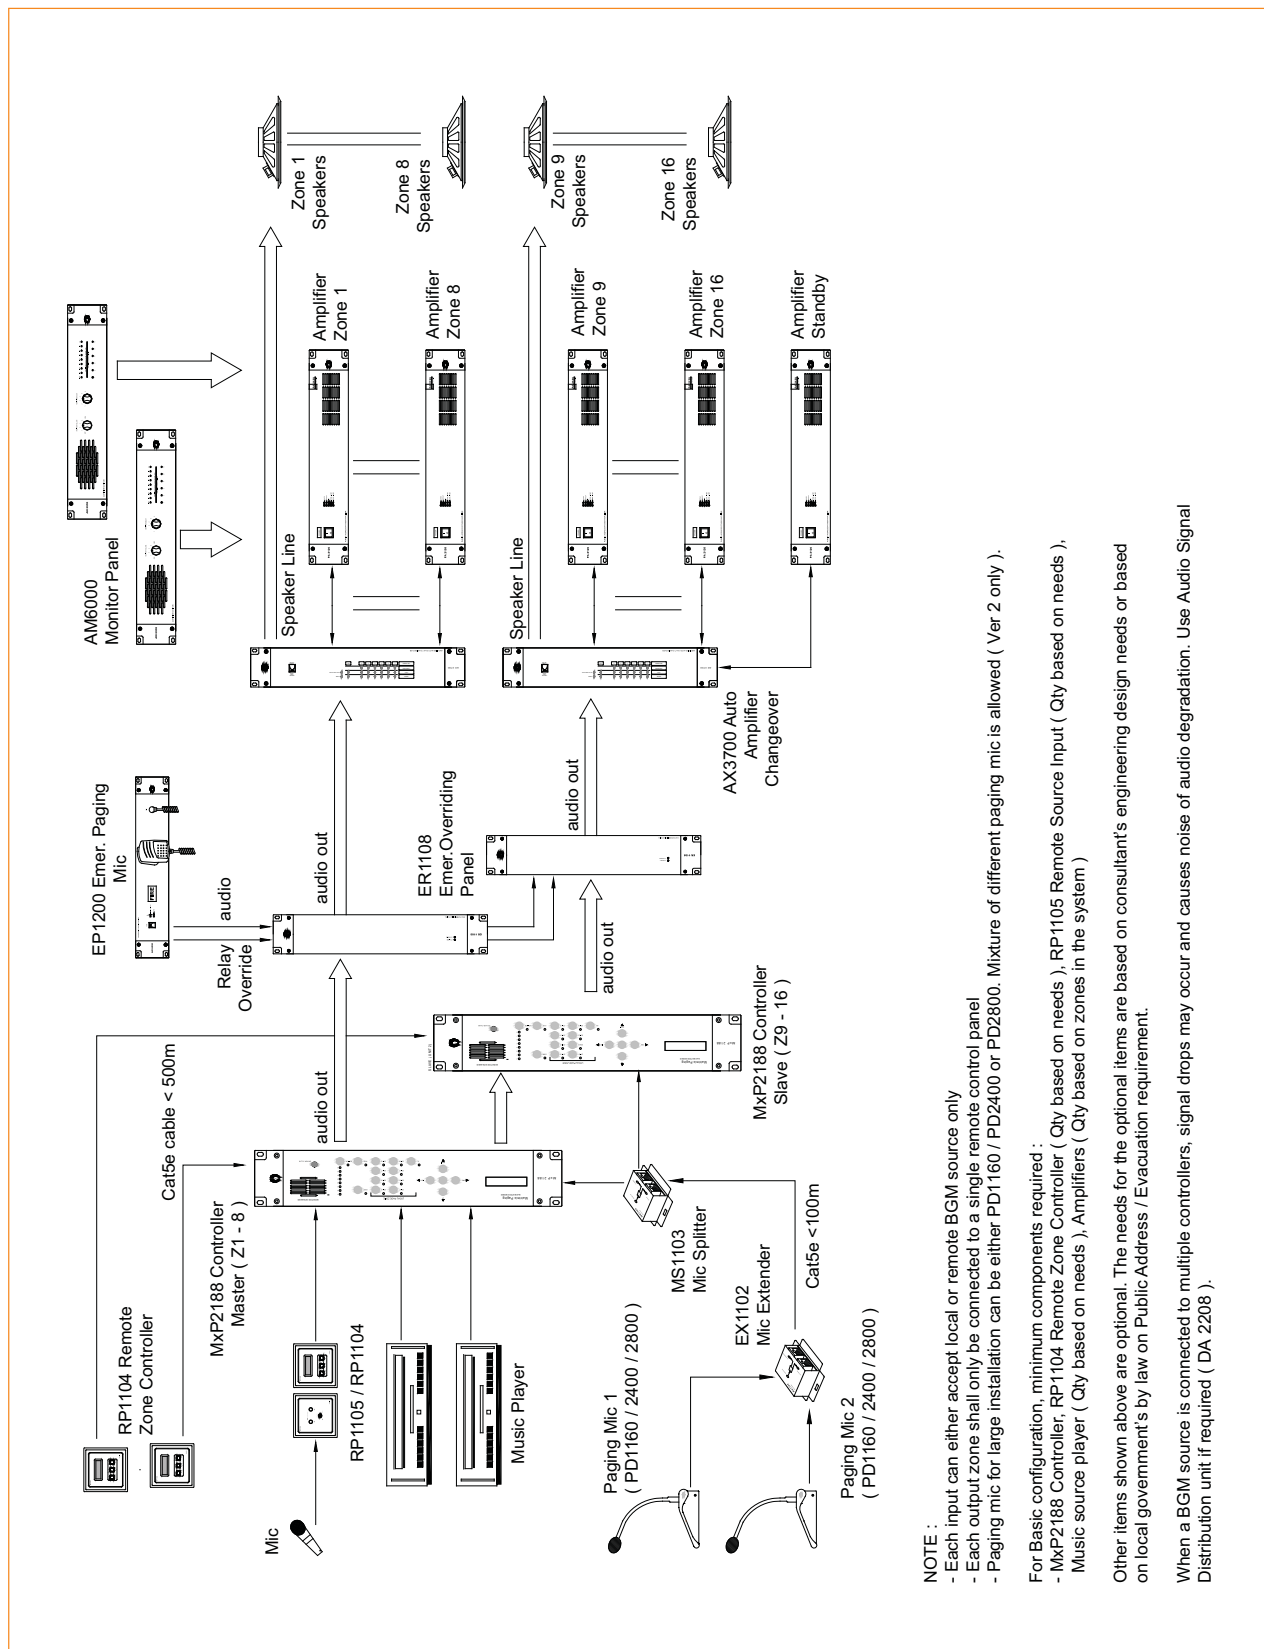 RP1104 Remote
Zone Controller
Cat5e cable < 500m
Mic
RP1105 / RP1104
Music Player
MxP2188 Controller
Master ( Z1 - 8 )
Paging Mic 1
( PD1160 / 2400 / 2800 )
Paging Mic 2
( PD1160 / 2400 / 2800 )
EX1102
Mic Extender
Cat5e <100m
MS1103
Mic Splitter
MxP2188 Controller
Slave ( Z9 - 16 )
audio out
audio out
EP1200 Emer. Paging
Mic
Relay
Override
audio
ER1108
Emer.Overriding
Panel
audio out
audio out
AM6000
Monitor Panel
Speaker Line
Speaker Line
AX3700 Auto
Amplifier
Changeover
Amplifier
Zone 1
Amplifier
Zone 8
Amplifier
Zone 9
Amplifier
Zone 16
Amplifier
Standby
Zone 1
Speakers
Zone 8
Speakers
Zone 9
Speakers
Zone 16
Speakers
NOTE :
- Each input can either accept local or remote BGM source only
- Each output zone shall only be connected to a single remote control panel
- Paging mic for large installation can be either PD1160 / PD2400 or PD2800. Mixture of different paging mic is allowed ( Ver 2 only ).
For Basic configuration, minimum components required :
- MxP2188 Controller, RP1104 Remote Zone Controller ( Qty based on needs ), RP1105 Remote Source Input ( Qty based on needs ),
Music source player ( Qty based on needs ), Amplifiers ( Qty based on zones in the system )
Other items shown above are optional. The needs for the optional items are based on consultant's engineering design needs or based
on local government's by law on Public Address / Evacuation requirement.
When a BGM source is connected to multiple controllers, signal drops may occur and causes noise of audio degradation. Use Audio Signal
Distribution unit if required ( DA 2208 ).